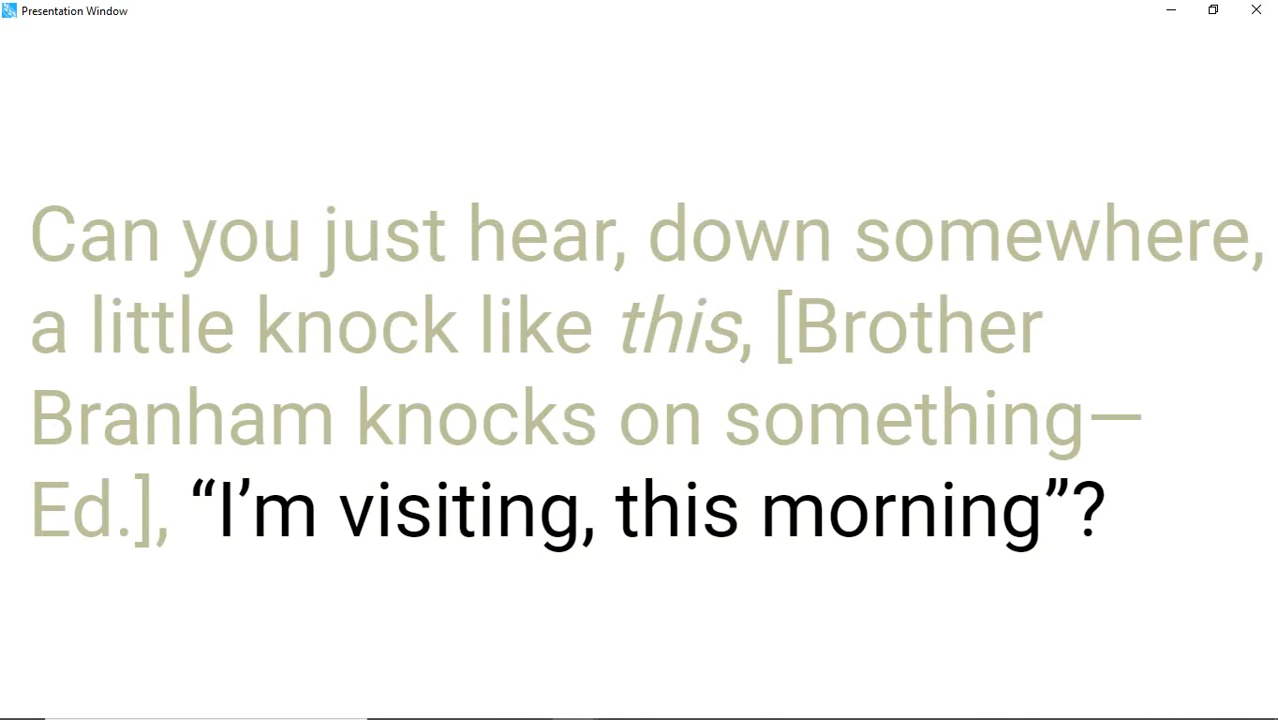 Presentation Window
Can you just hear, down somewhere,
a little knock like this, [Brother
Branham knocks on something—
Ed.], “I’m visiting, this morning”?